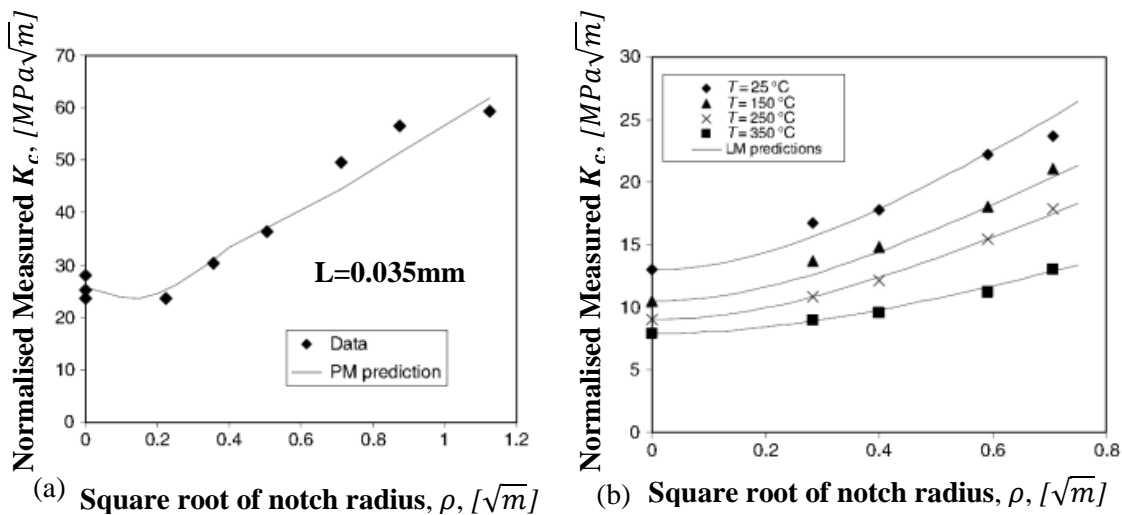 Normalised Measured K_c, [MPa√m]
70
60
50
40
30
20
10
0
L=0.035mm
Data
PM prediction
0 0.2 0.4 0.6 0.8 1 1.2
(a) Square root of notch radius, ρ, [√m]
Normalised Measured K_c, [MPa√m]
30
25
20
15
10
5
0
T= 25 °C
T= 150 °C
T= 250 °C
T= 350 °C
LM predictions
0 0.2 0.4 0.6 0.8
(b) Square root of notch radius, ρ, [√m]